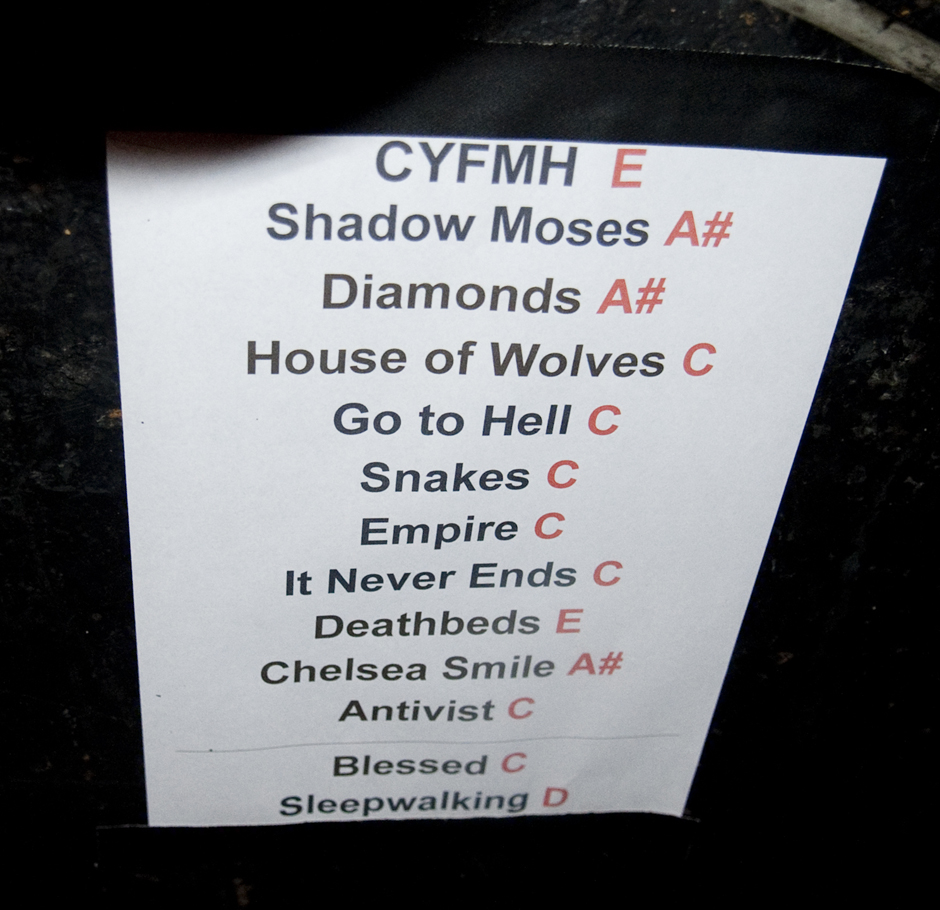 CYFMH E
Shadow Moses A#
Diamonds A#
House of Wolves C
Go to Hell C
Snakes C
Empire C
It Never Ends C
Deathbeds E
Chelsea Smile A#
Antivist C
Blessed C
Sleepwalking D